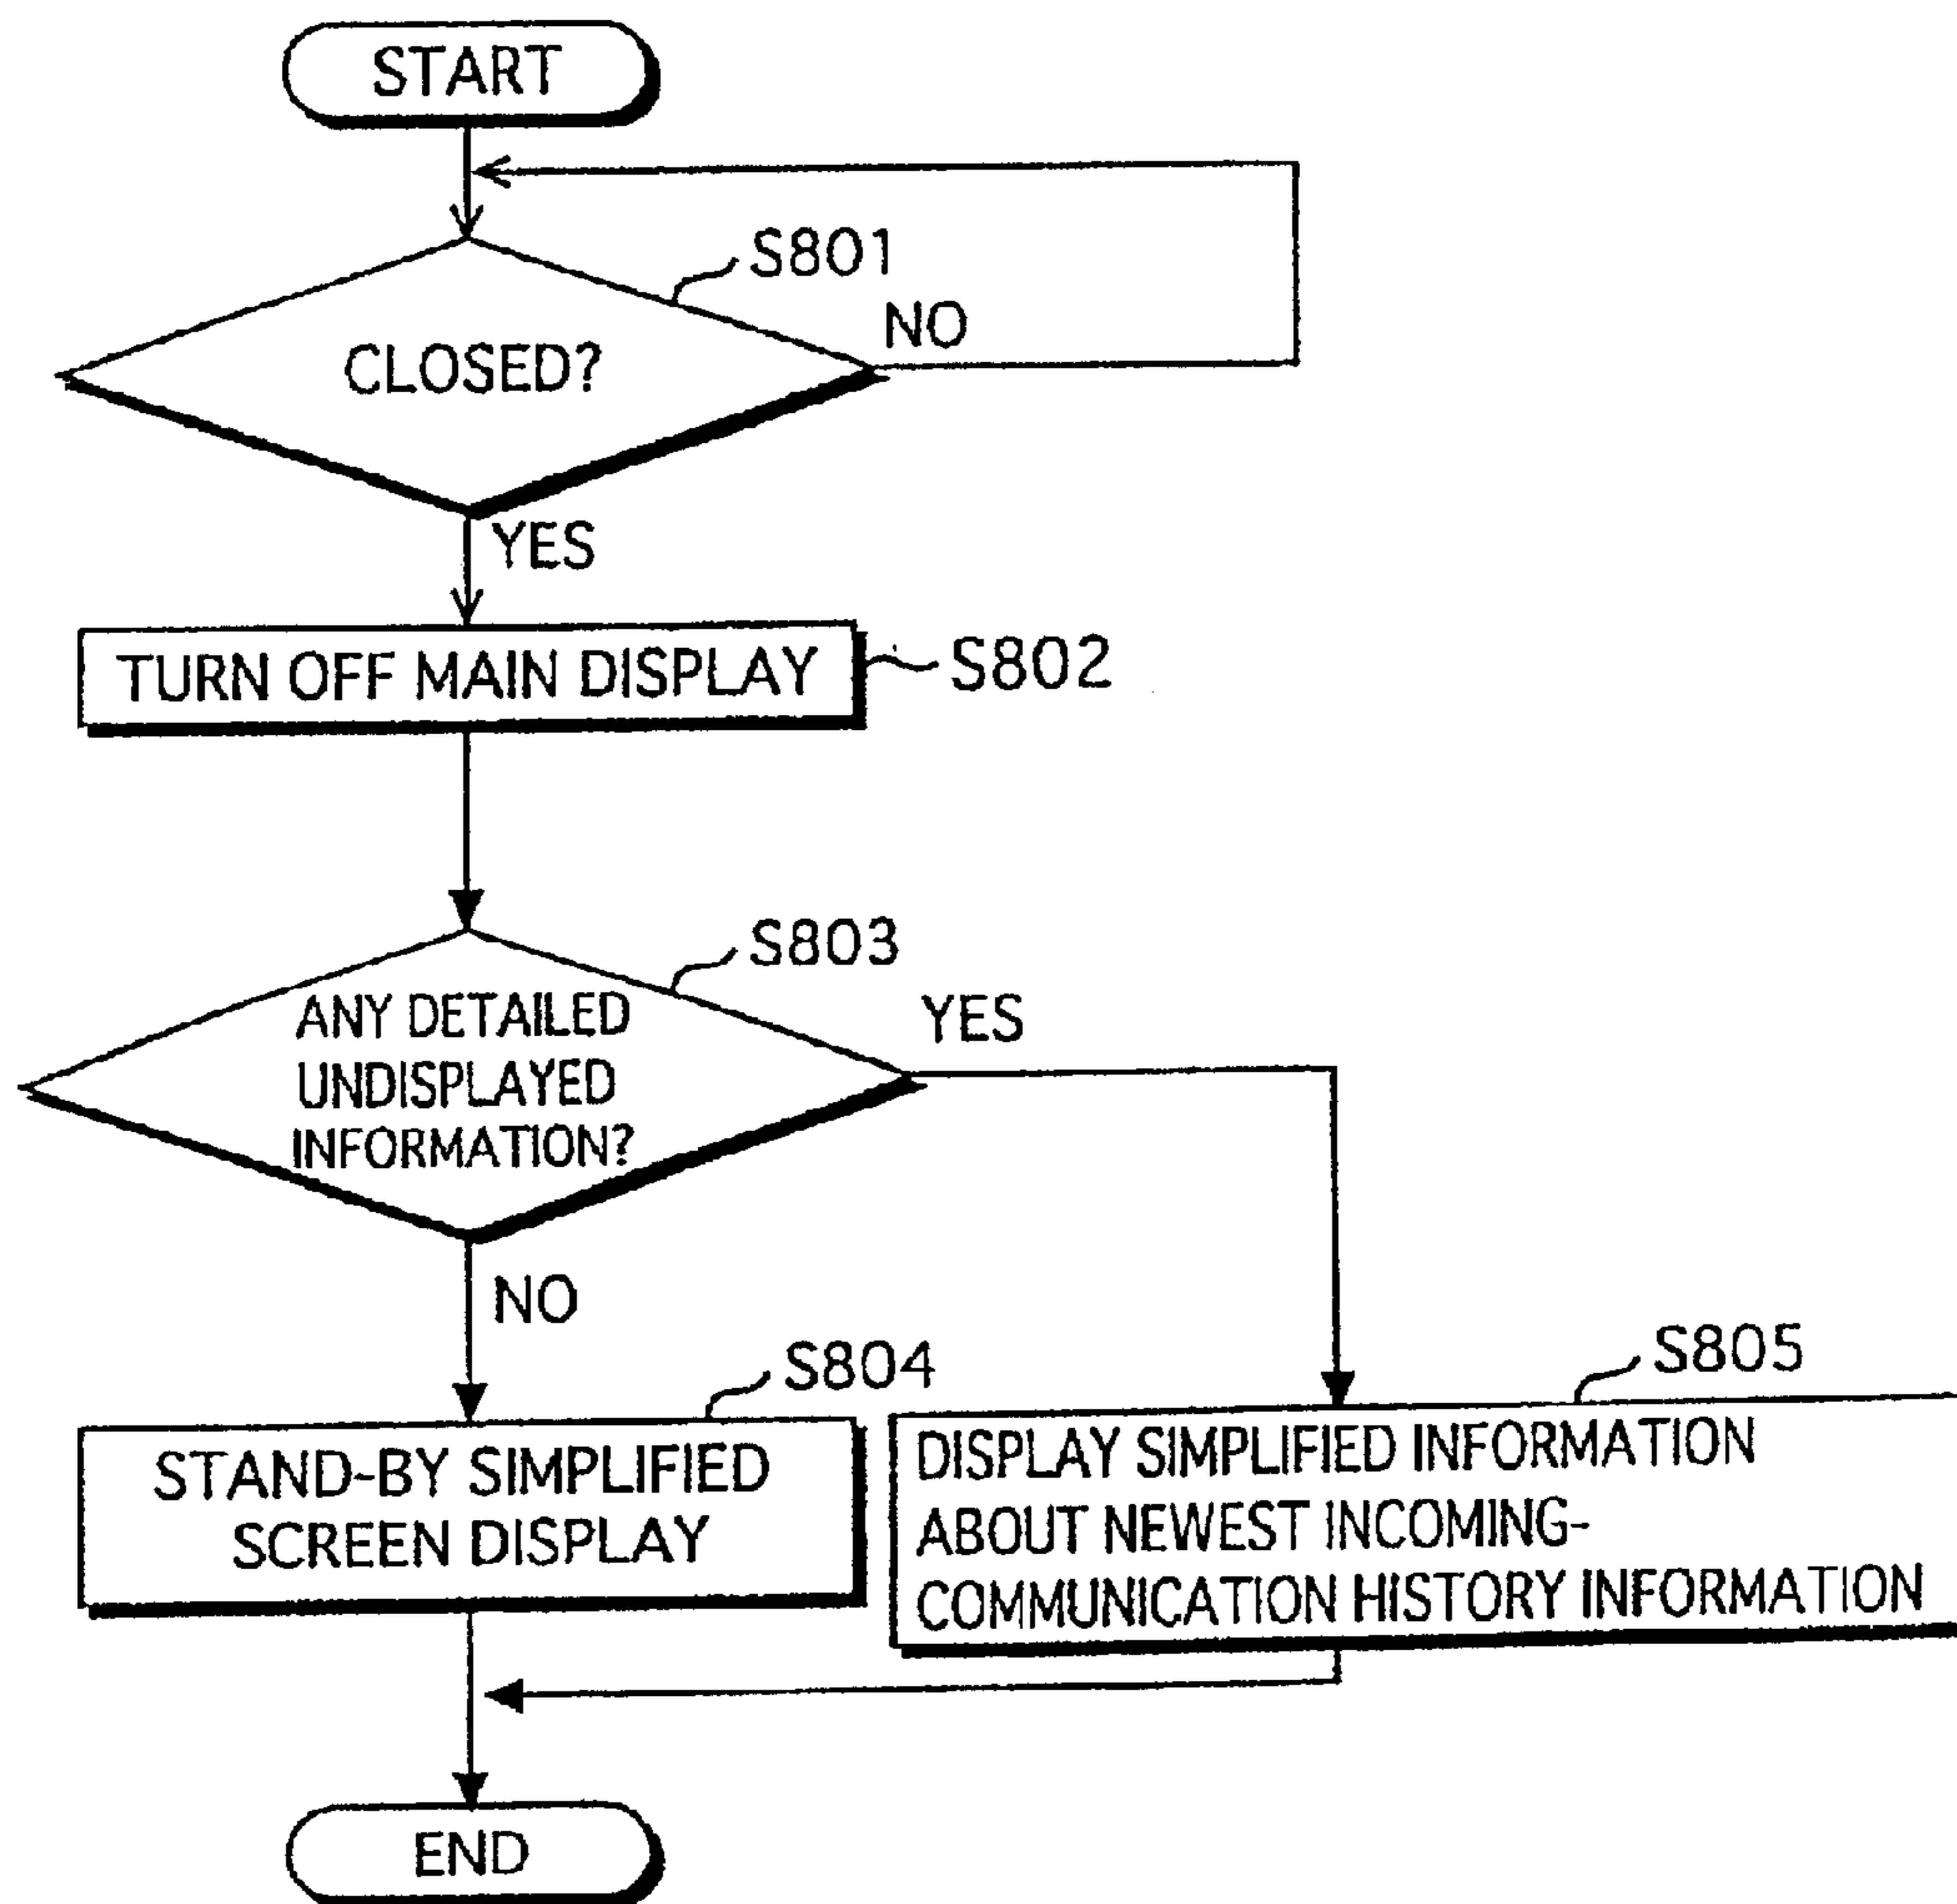 START
S801
NO
CLOSED?
YES
TURN OFF MAIN DISPLAY
S802
S803
YES
ANY DETAILED
UNDISPLAYED
INFORMATION?
NO
S804
STAND-BY SIMPLIFIED
SCREEN DISPLAY
S805
DISPLAY SIMPLIFIED INFORMATION
ABOUT NEWEST INCOMING-
COMMUNICATION HISTORY INFORMATION
END